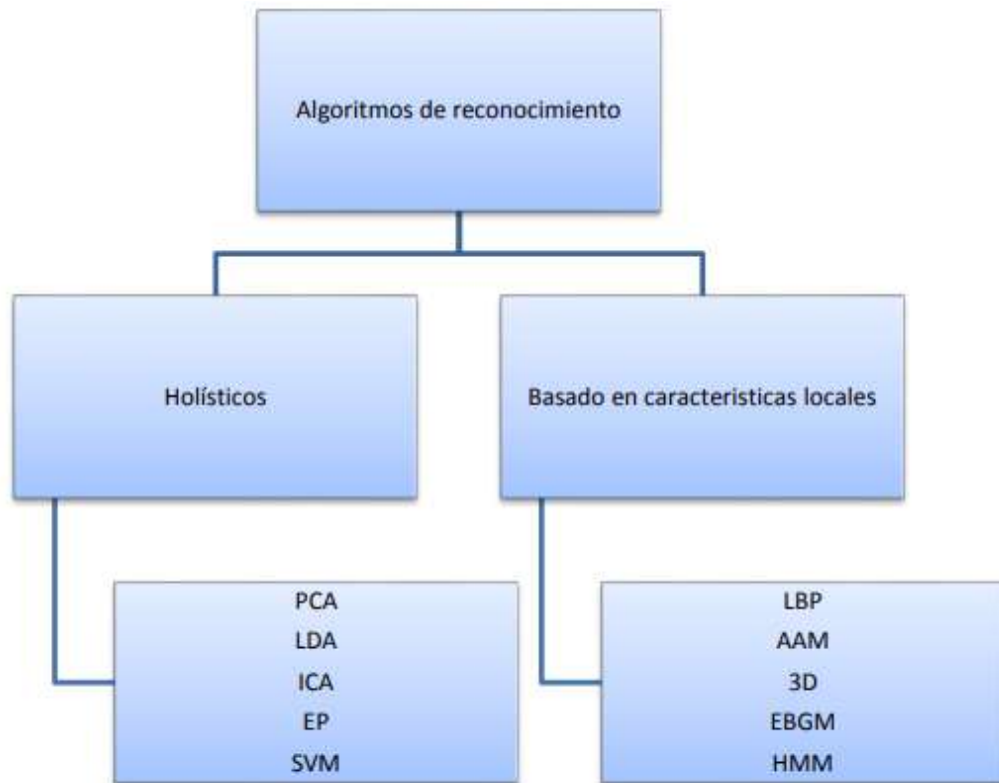 Algoritmos de reconocimiento
Holísticos
Basado en caracteristicas locales
PCA
LDA
ICA
EP
SVM
LBP
AAM
3D
EBGM
HMM